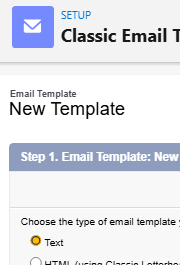 SETUP
Classic Email
Email Template
New Template
Step 1. Email Template: New
Choose the type of email template
Text
HTML (using Classic